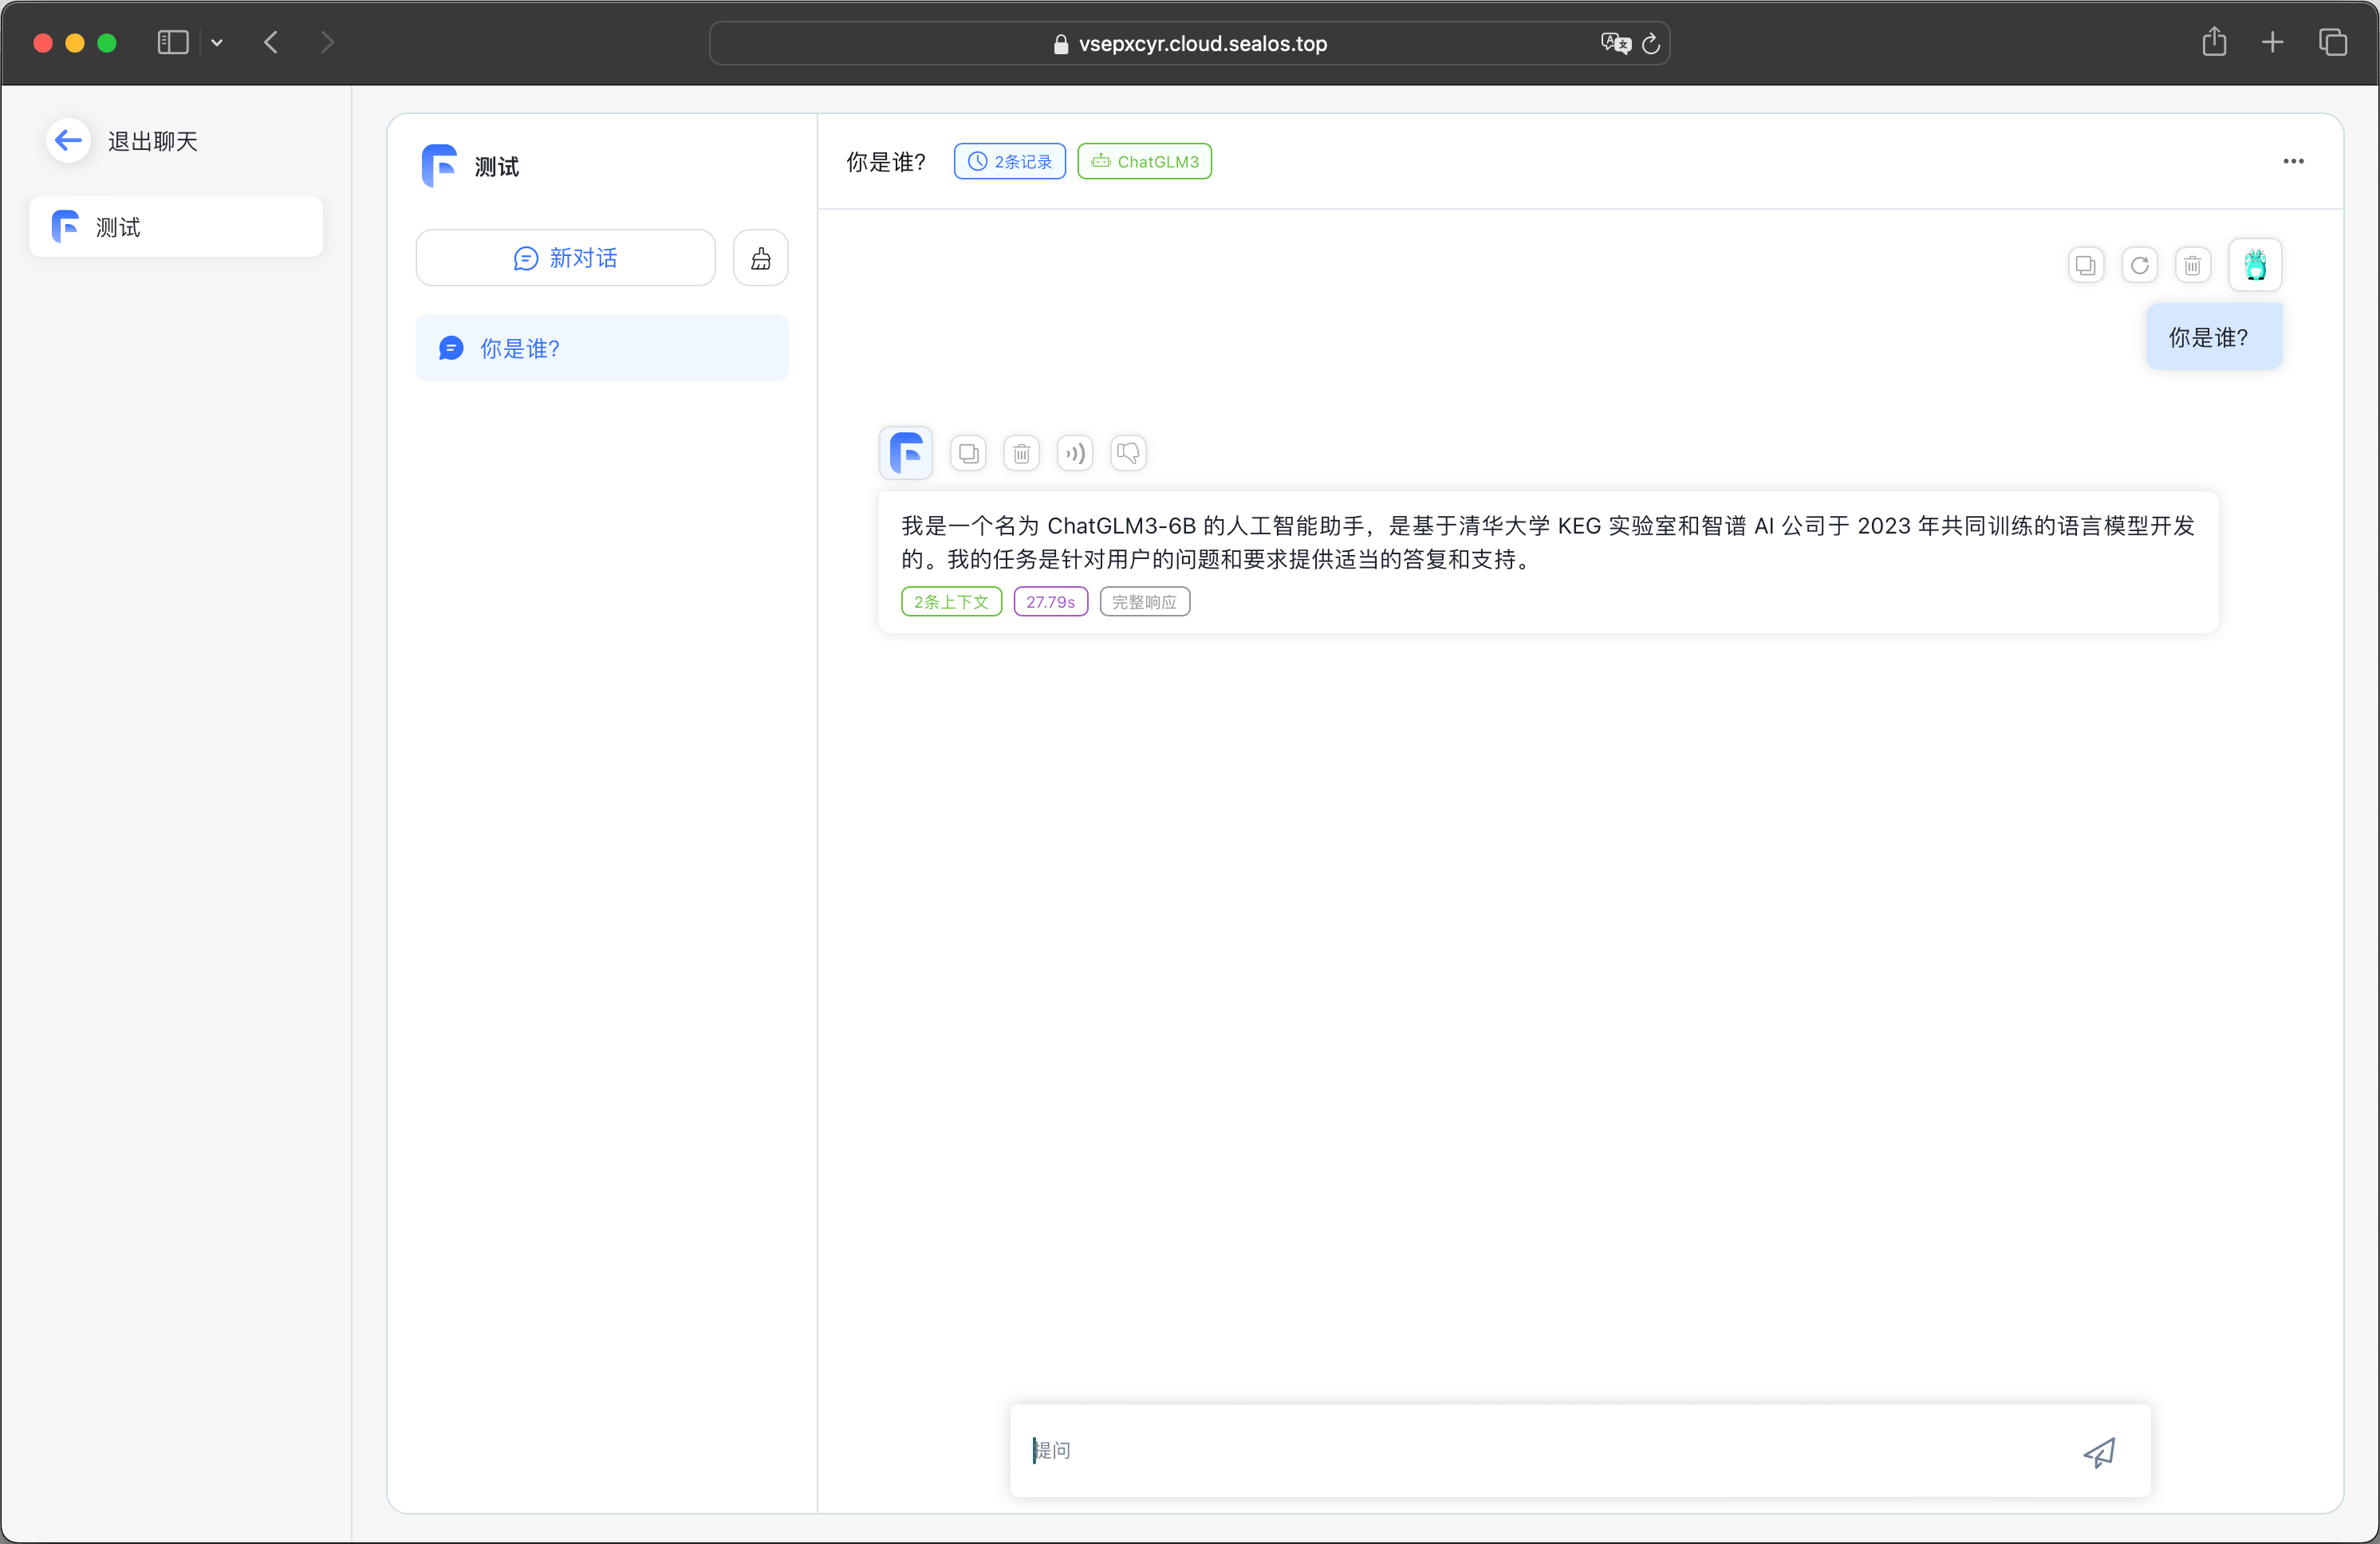 vsepxcyr.cloud.sealos.top
退出聊天
测试
测试
新对话
你是谁?
你是谁?
2条记录
ChatGLM3
你是谁?
我是一个名为 ChatGLM3-6B 的人工智能助手，是基于清华大学 KEG 实验室和智谱 AI 公司于 2023 年共同训练的语言模型开发
的。我的任务是针对用户的问题和要求提供适当的答复和支持。
2条上下文
27.79s
完整响应
提问